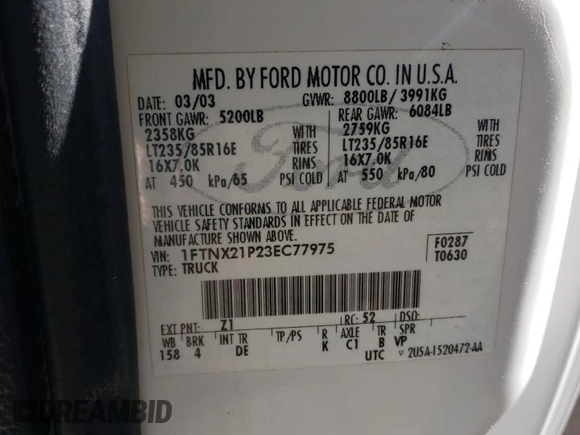 MFD. BY FORD MOTOR CO. IN U.S.A.
DATE: 03/03 GVWR: 8800LB/ 3991KG
FRONT GAWR: 5200LB REAR GAWR: 6084LB
2358KG WITH 2759KG WITH
LT235/85R16E TIRES LT235/85R16E TIRES
16X7.0K RIMS 16X7.0K RIMS
AT 450 kPa/65 PSI COLD AT 550 kPa/80 PSI COLD
Ford
THIS VEHICLE CONFORMS TO ALL APPLICABLE FEDERAL MOTOR
VEHICLE SAFETY STANDARDS IN EFFECT ON THE DATE OF
MANUFACTURE SHOWN ABOVE.
VIN: 1FTNX21P23EC77975 F0287
TYPE: TRUCK T0630
EXT PNT: Z1 RC: 52 DSO:
WB BRK INT TR TP/PS R AXLE TR SPR
158 4 DE K C1 B VP
UTC ▽ 2U5A-1520472-AA
DREAMBID